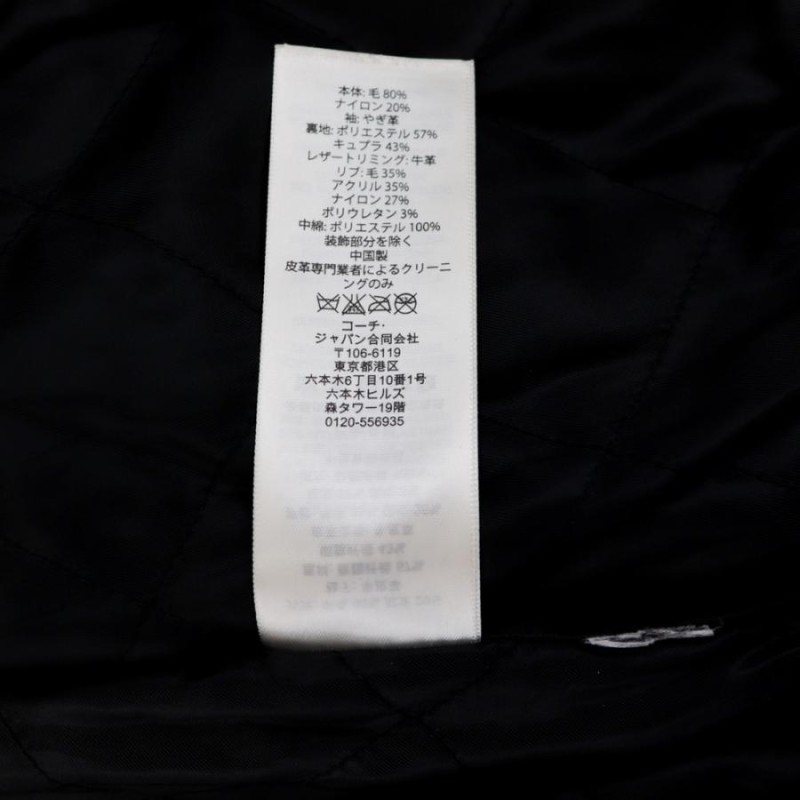 本体: 毛 80%
ナイロン 20%
袖: やぎ革
裏地: ポリエステル 57%
キュプラ 43%
レザートリミング: 牛革
リブ: 毛 35%
アクリル 35%
ナイロン 27%
ポリウレタン 3%
中綿: ポリエステル 100%
装飾部分を除く
中国製
皮革専門業者によるクリーニ
ングのみ
コーチ・
ジャパン合同会社
〒106-6119
東京都港区
六本木6丁目10番1号
六本木ヒルズ
森タワー19階
0120-556935